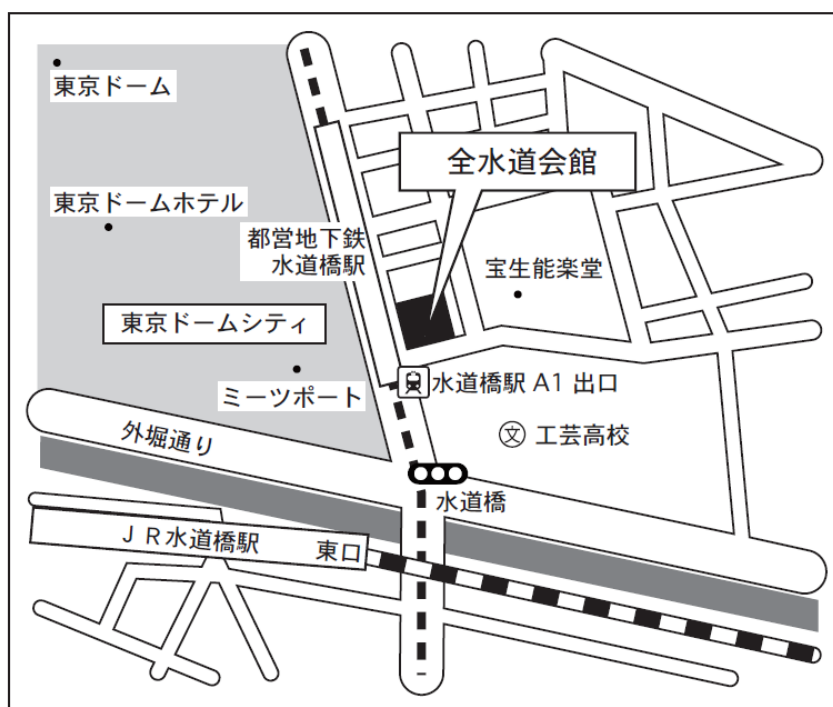 東京ドーム
全水道会館
東京ドームホテル
都営地下鉄
水道橋駅
宝生能楽堂
東京ドームシティ
ミーツポート
水道橋駅 A1 出口
外堀通り
文 工芸高校
水道橋
ＪＲ水道橋駅 東口